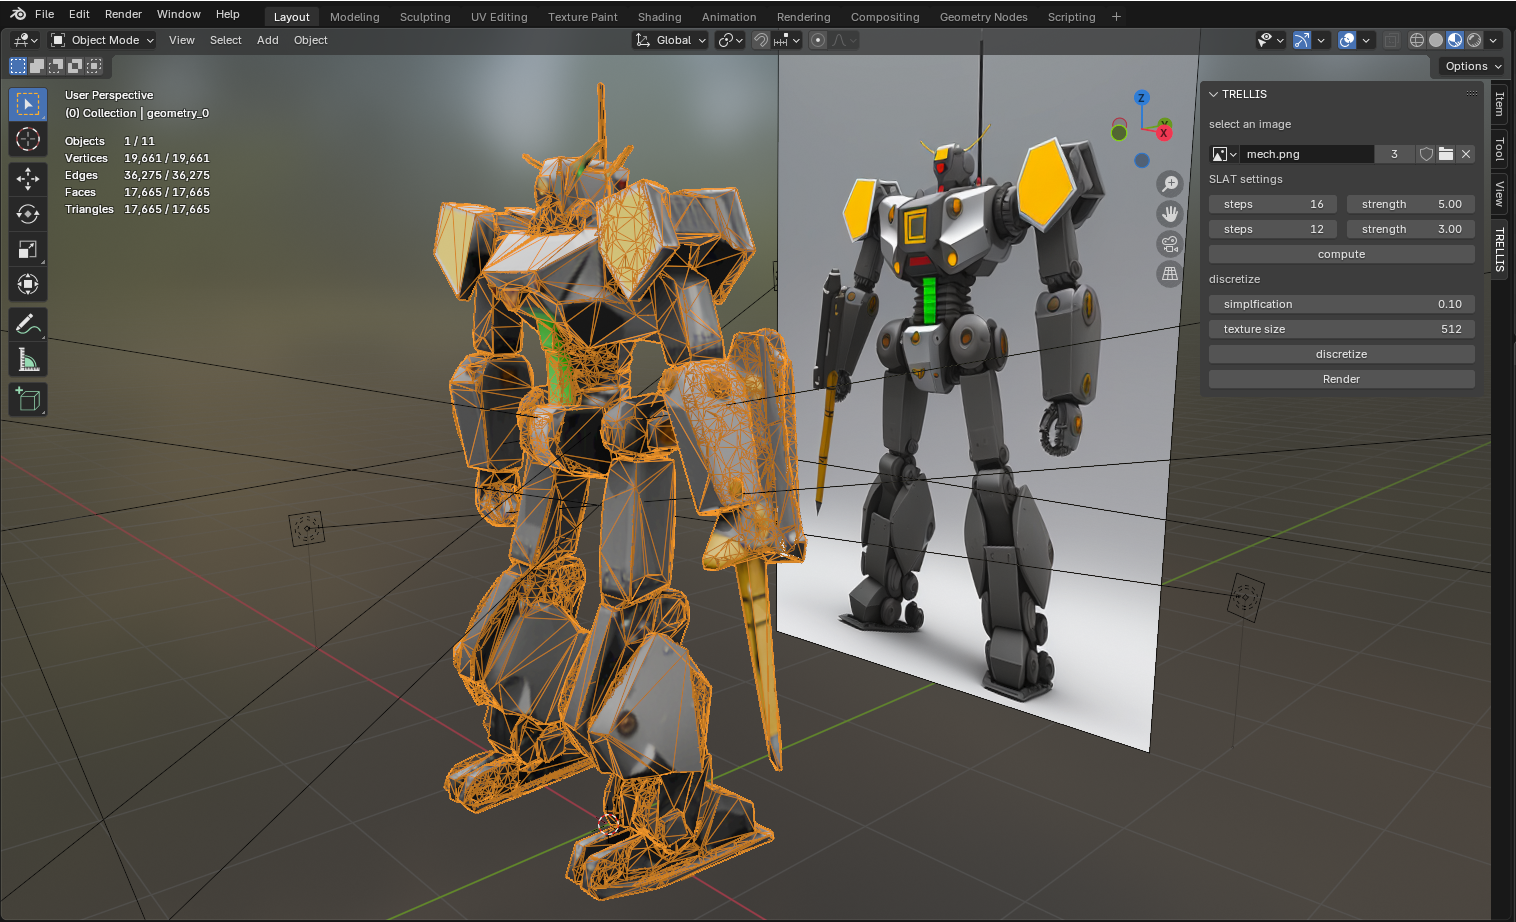 File Edit Render Window Help Layout Modeling Sculpting UV Editing Texture Paint Shading Animation Rendering Compositing Geometry Nodes Scripting +
Object Mode View Select Add Object Global
Options
User Perspective
(0) Collection | geometry_0
Objects 1 / 11
Vertices 19,661 / 19,661
Edges 36,275 / 36,275
Faces 17,665 / 17,665
Triangles 17,665 / 17,665
Z
Y
X
TRELLIS
select an image
mech.png 3
SLAT settings
steps 16 strength 5.00
steps 12 strength 3.00
compute
discretize
simplfication 0.10
texture size 512
discretize
Render
Item
Tool
View
TRELLIS